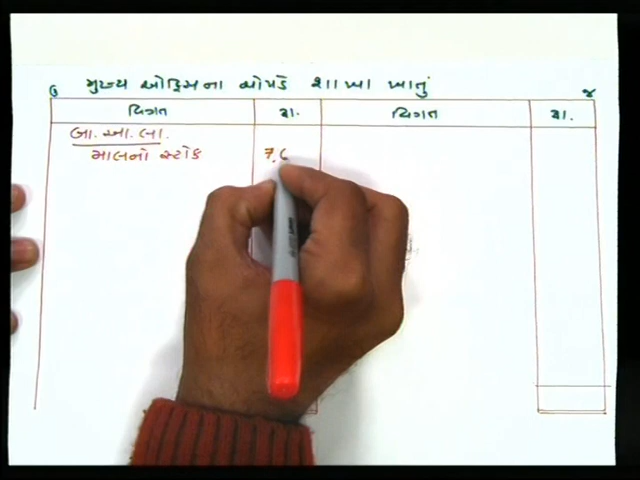 ઉ મુખ્ય ઓફિસના ચોપડે શાખા ખાતું જ
વિગત રૂા. વિગત રૂા.
બા.આ.લા.
માલનો સ્ટોક